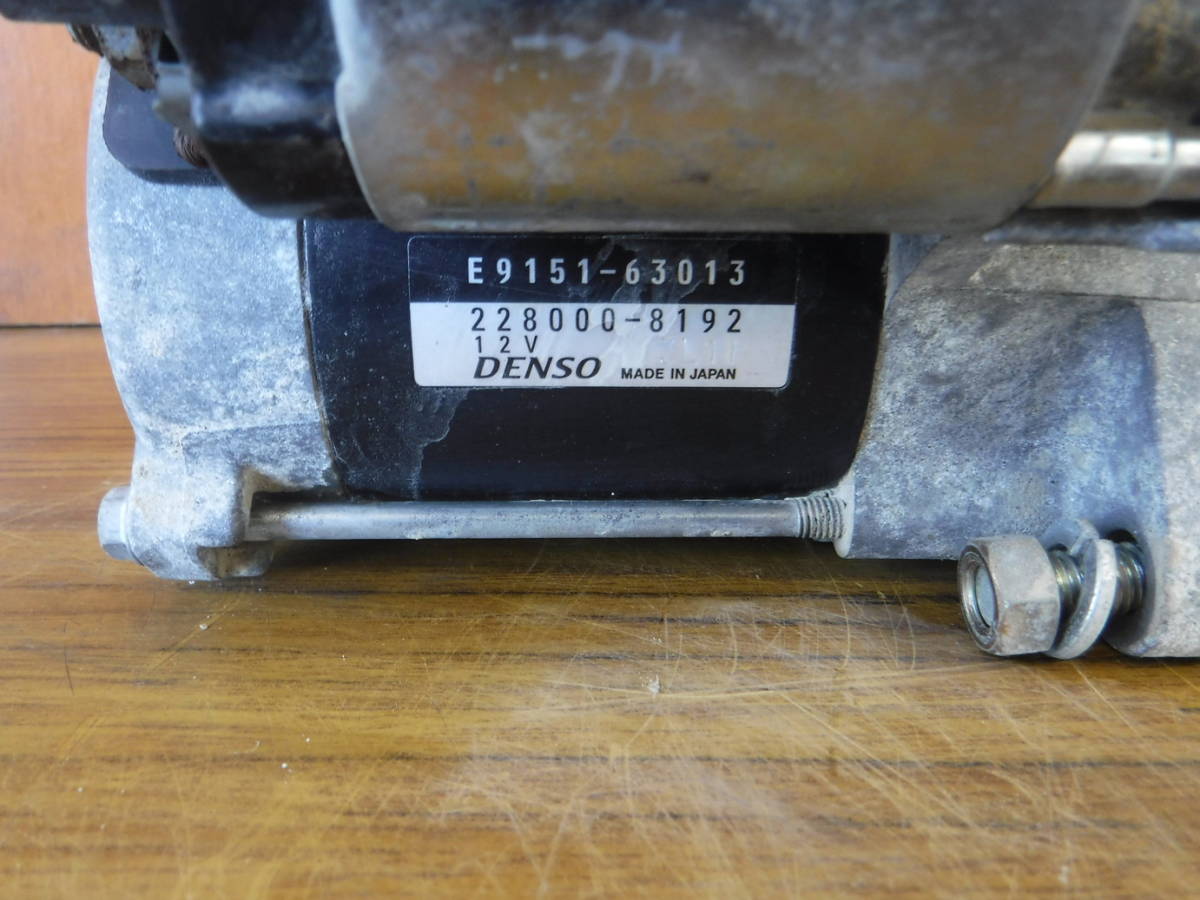 E9151-63013
228000-8192
12V
DENSO MADE IN JAPAN